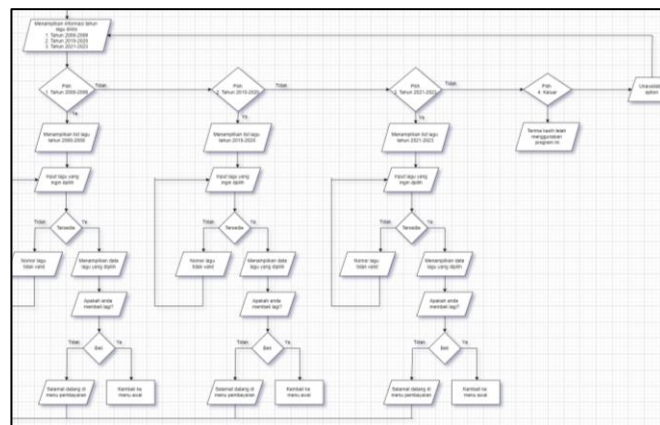 Menampilkan informasi tahun
lagu berilis
1. Tahun 2000-2009
2. Tahun 2019-2020
3. Tahun 2021-2023
Pilih
1. Tahun 2000-2009
Tidak
Pilih
2. Tahun 2019-2020
Tidak
Pilih
3. Tahun 2021-2023
Tidak
Pilih
4. Keluar
option
Ya
Ya
Ya
Menampilkan list lagu
tahun 2000-2009
Menampilkan list lagu
tahun 2019-2020
Menampilkan list lagu
tahun 2021-2023
Terima kasih telah
menggunakan
program ini
Input lagu yang
ingin dipilih
Input lagu yang
ingin dipilih
Input lagu yang
ingin dipilih
Tidak
Tersedia
Ya
Tidak
Tersedia
Ya
Tidak
Tersedia
Ya
Nomor lagu
tidak valid
Menampilkan data
lagu yang dipilih
Nomor lagu
tidak valid
Menampilkan data
lagu yang dipilih
Nomor lagu
tidak valid
Menampilkan data
lagu yang dipilih
Apakah anda
membeli lagi?
Apakah anda
membeli lagi?
Apakah anda
membeli lagi?
Tidak
Beli
Ya
Tidak
Beli
Ya
Tidak
Beli
Ya
Selamat datang di
menu pembayaran
Kembali ke
menu awal
Selamat datang di
menu pembayaran
Kembali ke
menu awal
Selamat datang di
menu pembayaran
Kembali ke
menu awal